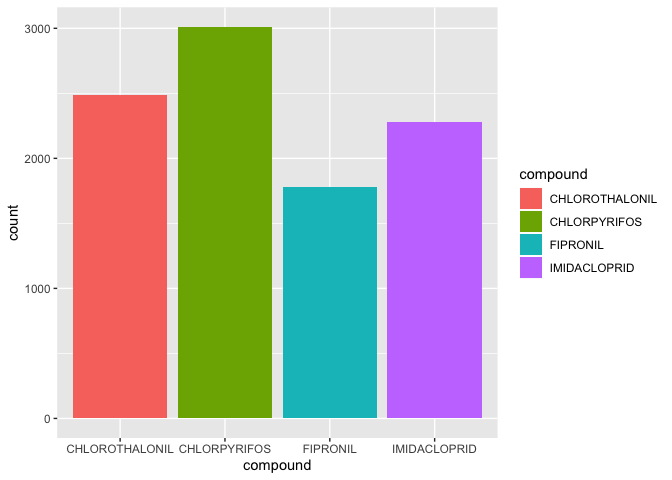 3000
2000
1000
0
count
CHLOROTHALONIL CHLORPYRIFOS FIPRONIL IMIDACLOPRID
compound
compound
CHLOROTHALONIL
CHLORPYRIFOS
FIPRONIL
IMIDACLOPRID